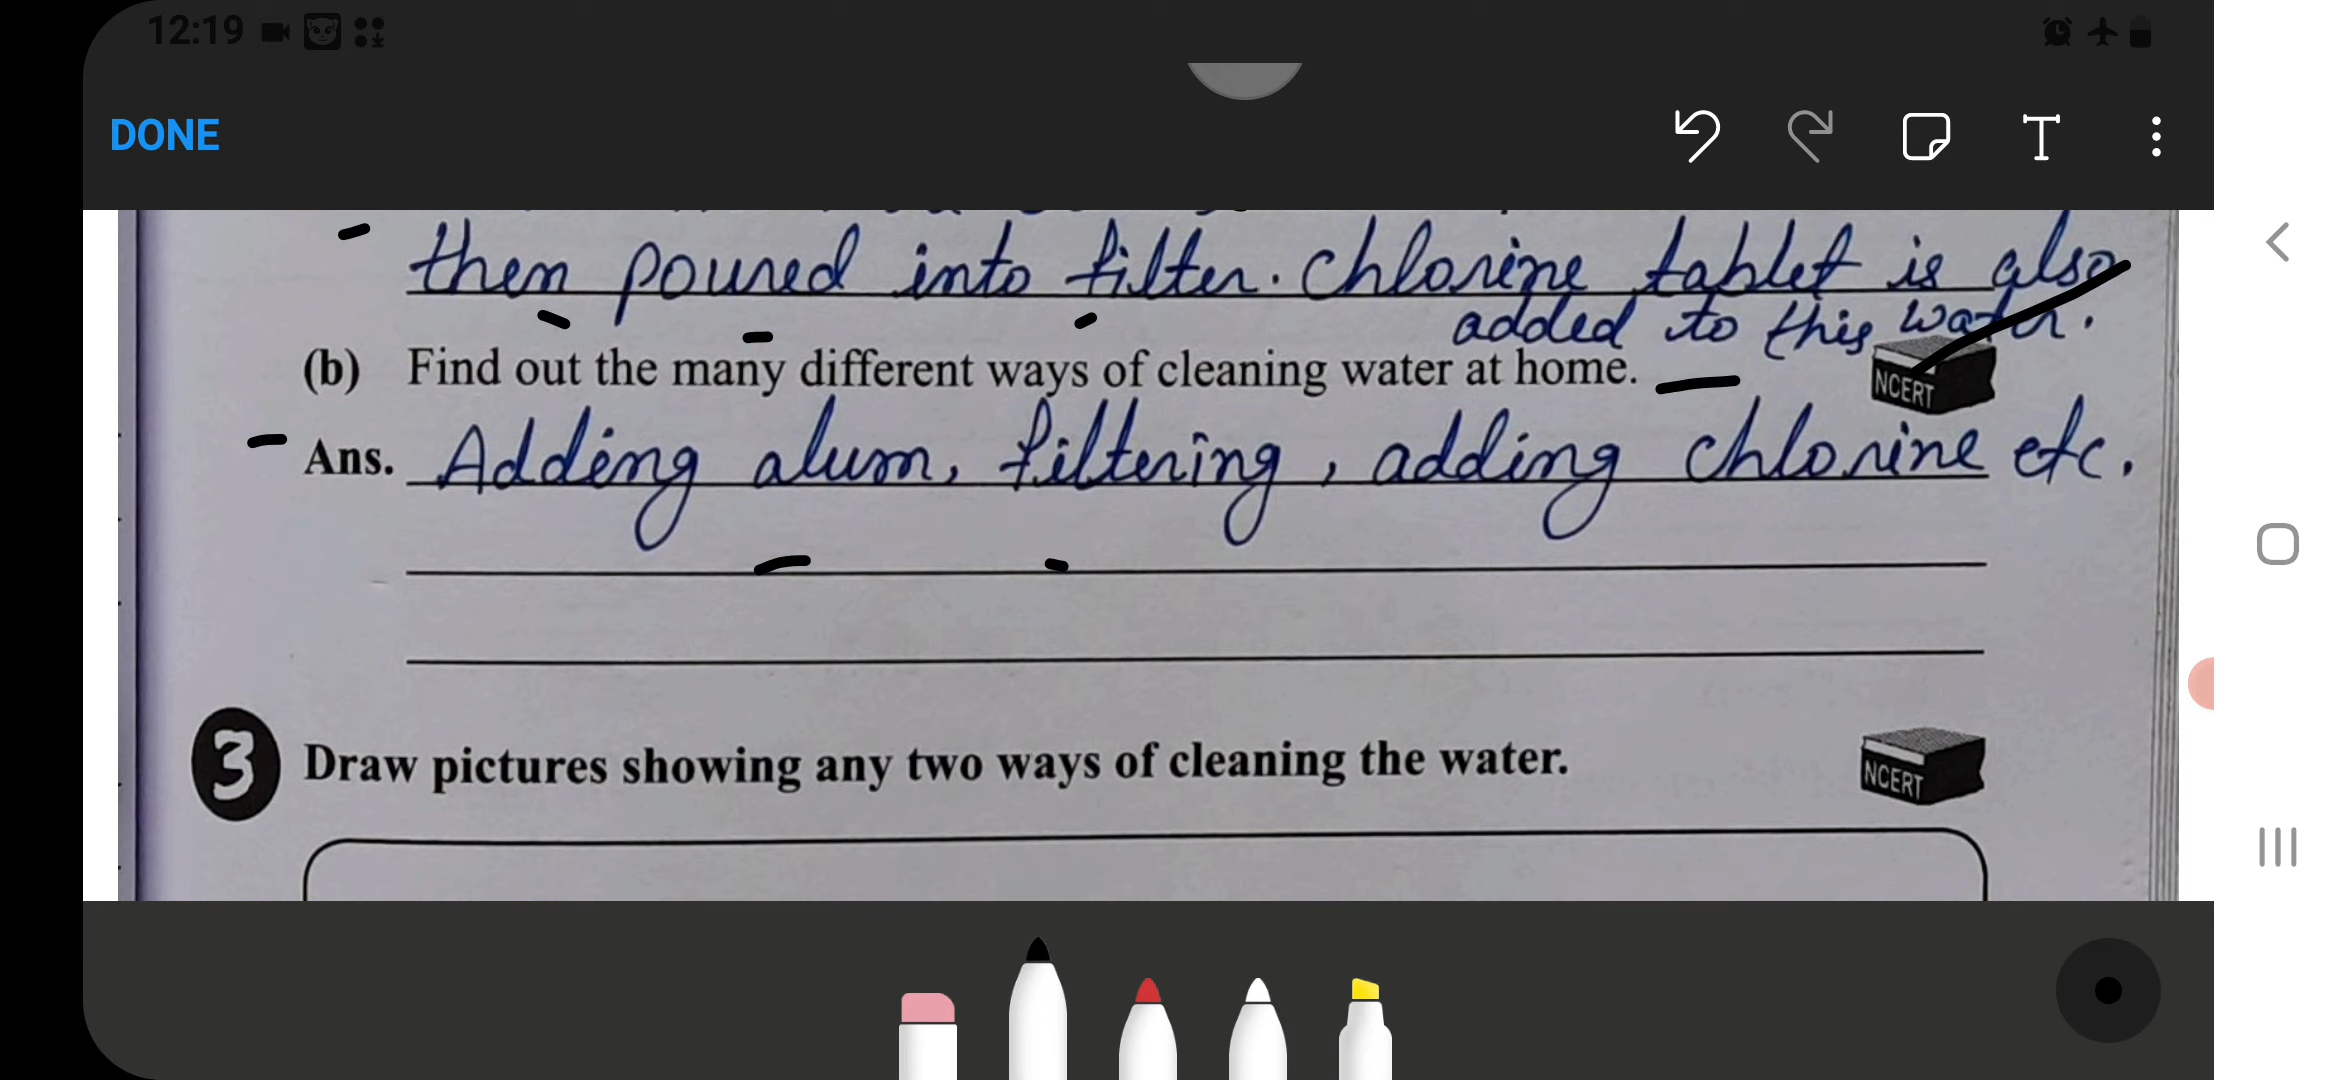 12:19
DONE
T
them poured into filter. Chlorine tablet is also
added to this water.
(b) Find out the many different ways of cleaning water at home.
NCERT
Ans. Adding alum, filtering, adding chlorine etc.
3 Draw pictures showing any two ways of cleaning the water.
NCERT